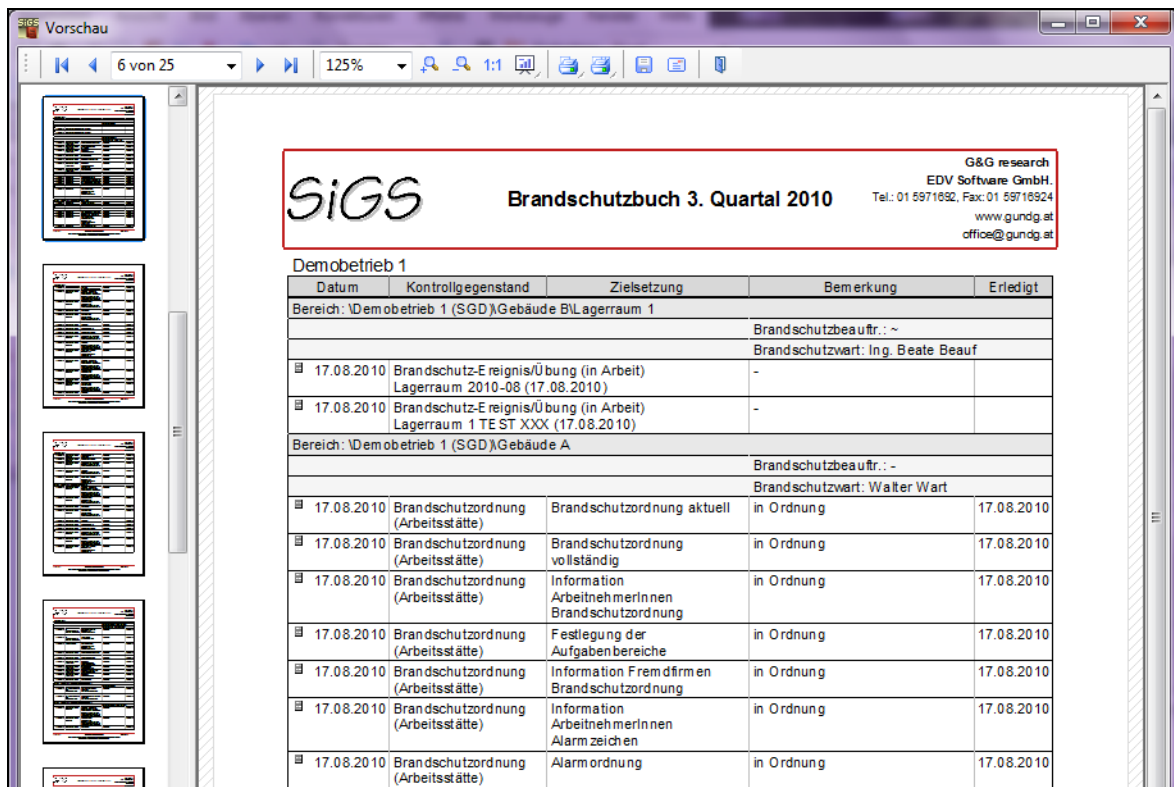 SiGS Vorschau
6 von 25 125% 1:1
SiGS
Brandschutzbuch 3. Quartal 2010
G&G research
EDV Software GmbH.
Tel.: 01 5971692, Fax: 01 59716924
www.gundg.at
office@gundg.at
Demobetrieb 1
Datum Kontrollgegenstand Zielsetzung Bemerkung Erledigt
Bereich: \Demobetrieb 1 (SGD)\Gebäude B\Lagerraum 1
Brandschutzbeauftr.: ~
Brandschutzwart: Ing. Beate Beauf
17.08.2010 Brandschutz-Ereignis/Übung (in Arbeit) -
Lagerraum 2010-08 (17.08.2010)
17.08.2010 Brandschutz-Ereignis/Übung (in Arbeit) -
Lagerraum 1 TEST XXX (17.08.2010)
Bereich: \Demobetrieb 1 (SGD)\Gebäude A
Brandschutzbeauftr.: -
Brandschutzwart: Walter Wart
17.08.2010 Brandschutzordnung Brandschutzordnung aktuell in Ordnung 17.08.2010
(Arbeitsstätte)
17.08.2010 Brandschutzordnung Brandschutzordnung in Ordnung 17.08.2010
(Arbeitsstätte) vollständig
17.08.2010 Brandschutzordnung Information in Ordnung 17.08.2010
(Arbeitsstätte) ArbeitnehmerInnen
Brandschutzordnung
17.08.2010 Brandschutzordnung Festlegung der in Ordnung 17.08.2010
(Arbeitsstätte) Aufgabenbereiche
17.08.2010 Brandschutzordnung Information Fremdfirmen in Ordnung 17.08.2010
(Arbeitsstätte) Brandschutzordnung
17.08.2010 Brandschutzordnung Information in Ordnung 17.08.2010
(Arbeitsstätte) ArbeitnehmerInnen
Alarmzeichen
17.08.2010 Brandschutzordnung Alarmordnung in Ordnung 17.08.2010
(Arbeitsstätte)